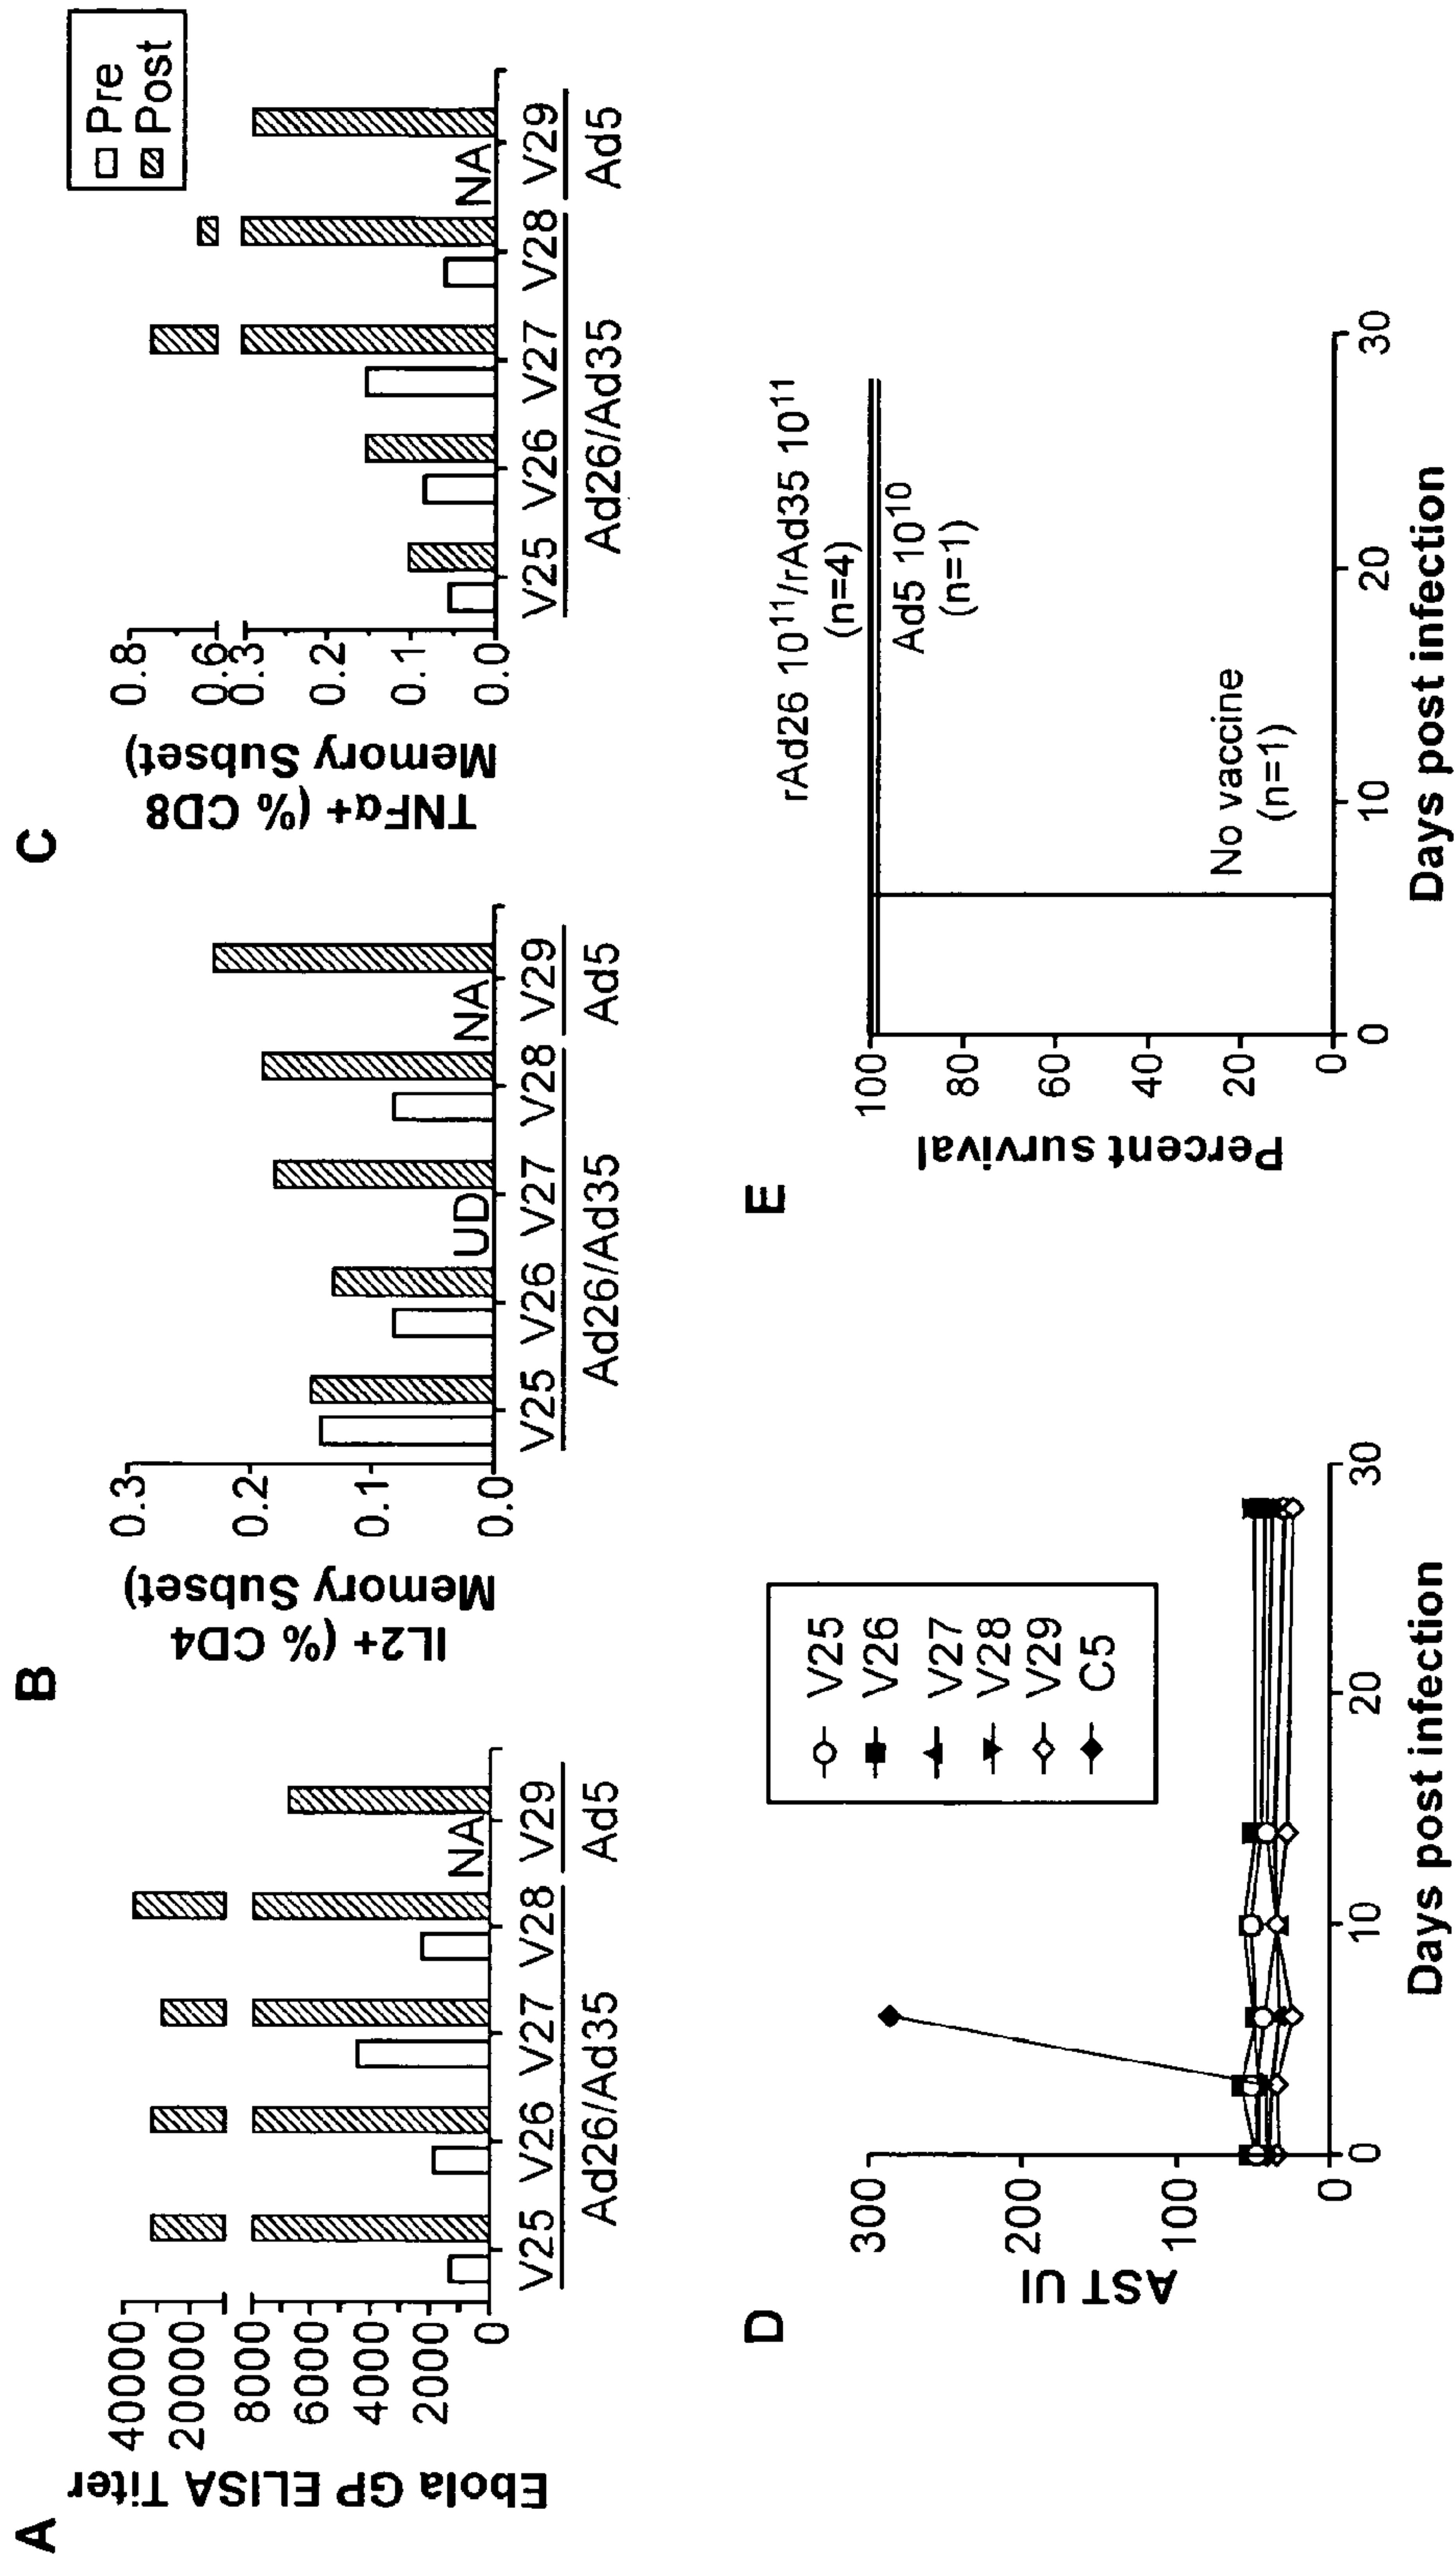 A
Ebola GP ELISA Titer
40000
20000
8000
6000
4000
2000
0
NA
V25 V26 V27 V28 V29
Ad26/Ad35 Ad5
B
IL2+ (% CD4
Memory Subset)
0.3
0.2
0.1
0.0
UD
NA
V25 V26 V27 V28 V29
Ad26/Ad35 Ad5
C
TNFα+ (% CD8
Memory Subset)
0.8
0.6
0.3
0.2
0.1
0.0
NA
V25 V26 V27 V28 V29
Ad26/Ad35 Ad5
Pre
Post
D
AST UI
300
200
100
0
0 10 20 30
Days post infection
V25
V26
V27
V28
V29
C5
E
Percent survival
100
80
60
40
20
0
rAd26 10¹¹/rAd35 10¹¹
(n=4)
Ad5 10¹⁰
(n=1)
No vaccine
(n=1)
0 10 20 30
Days post infection